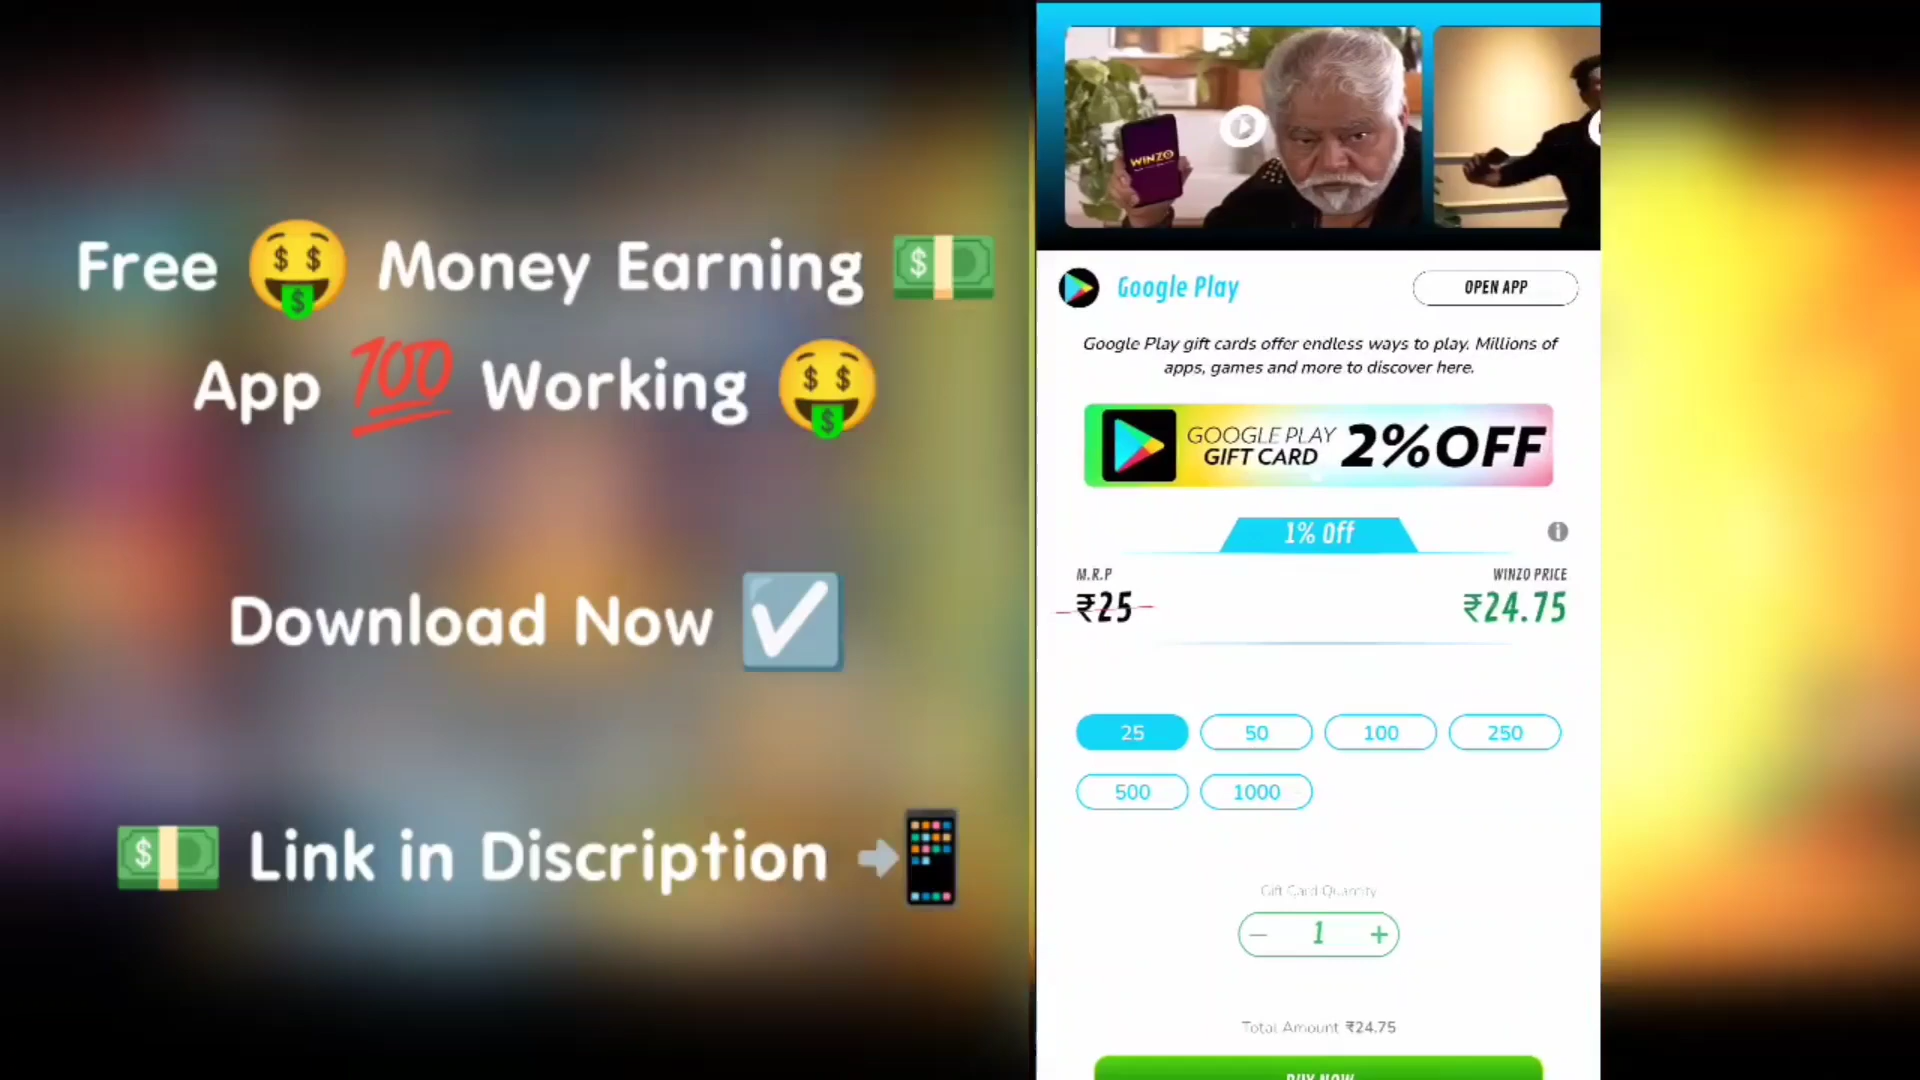 Free 🤑 Money Earning 💵
App 💯 Working 🤑
Download Now ☑️
💵 Link in Discription 📲
WINZO
Google Play
OPEN APP
Google Play gift cards offer endless ways to play. Millions of
apps, games and more to discover here.
GOOGLE PLAY
GIFT CARD
2%OFF
1% Off
M.R.P
₹25
WINZO PRICE
₹24.75
25 50 100 250
500 1000
Gift Card Quantity
1
Total Amount ₹24.75
BUY NOW